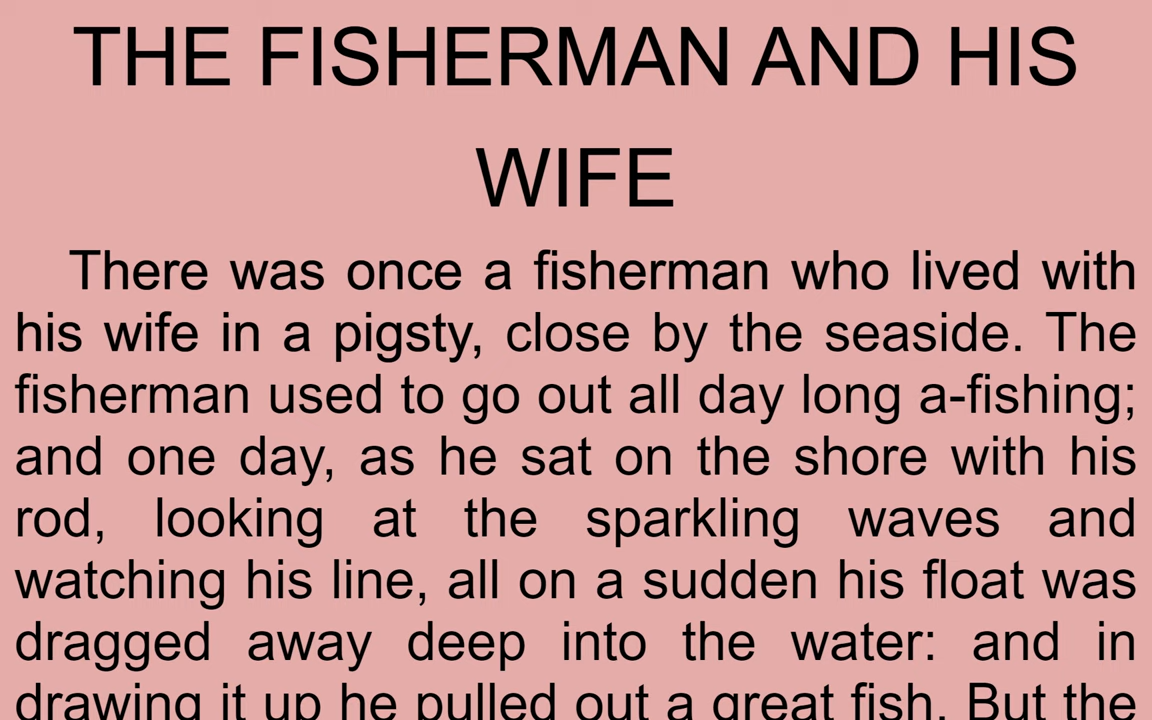 THE FISHERMAN AND HIS
WIFE
There was once a fisherman who lived with
his wife in a pigsty, close by the seaside. The
fisherman used to go out all day long a-fishing;
and one day, as he sat on the shore with his
rod, looking at the sparkling waves and
watching his line, all on a sudden his float was
dragged away deep into the water: and in
drawing it up he pulled out a great fish. But the